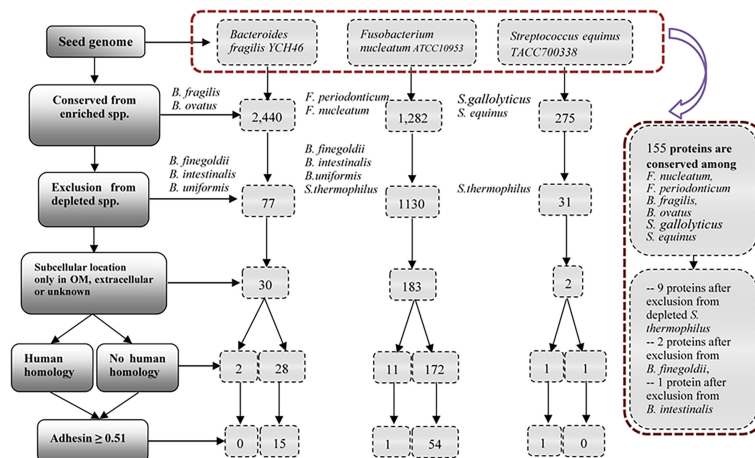 Seed genome
Bacteroides
fragilis YCH46
Fusobacterium
nucleatum ATCC10953
Streptococcus equinus
TACC700338
Conserved from
enriched spp.
B. fragilis
B. ovatus
2,440
F. periodonticum
F. nucleatum
1,282
S.gallolyticus
S. equinus
275
Exclusion from
depleted spp.
B. finegoldii
B. intestinalis
B. uniformis
77
B. finegoldii
B. intestinalis
B.uniformis
S.thermophilus
1130
S.thermophilus
31
Subcellular location
only in OM, extracellular
or unknown
30
183
2
Human
homology
No human
homology
2
28
11
172
1
1
Adhesin ≥ 0.51
0
15
1
54
1
0
155 proteins are
conserved among
F. nucleatum,
F. periodonticum
B. fragilis,
B. ovatus
S. gallolyticus
S. equinus
-- 9 proteins after
exclusion from
depleted S.
thermophilus
-- 2 proteins after
exclusion from
B. finegoldii,
-- 1 protein after
exclusion from
B. intestinalis